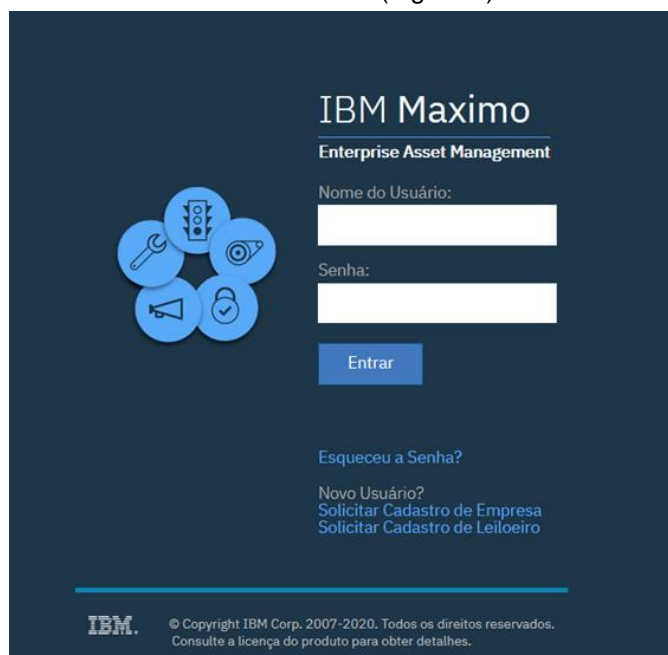 IBM Maximo
Enterprise Asset Management
Nome do Usuário:
Senha:
Entrar
Esqueceu a Senha?
Novo Usuário?
Solicitar Cadastro de Empresa
Solicitar Cadastro de Leiloeiro
IBM.
© Copyright IBM Corp. 2007-2020. Todos os direitos reservados.
Consulte a licença do produto para obter detalhes.